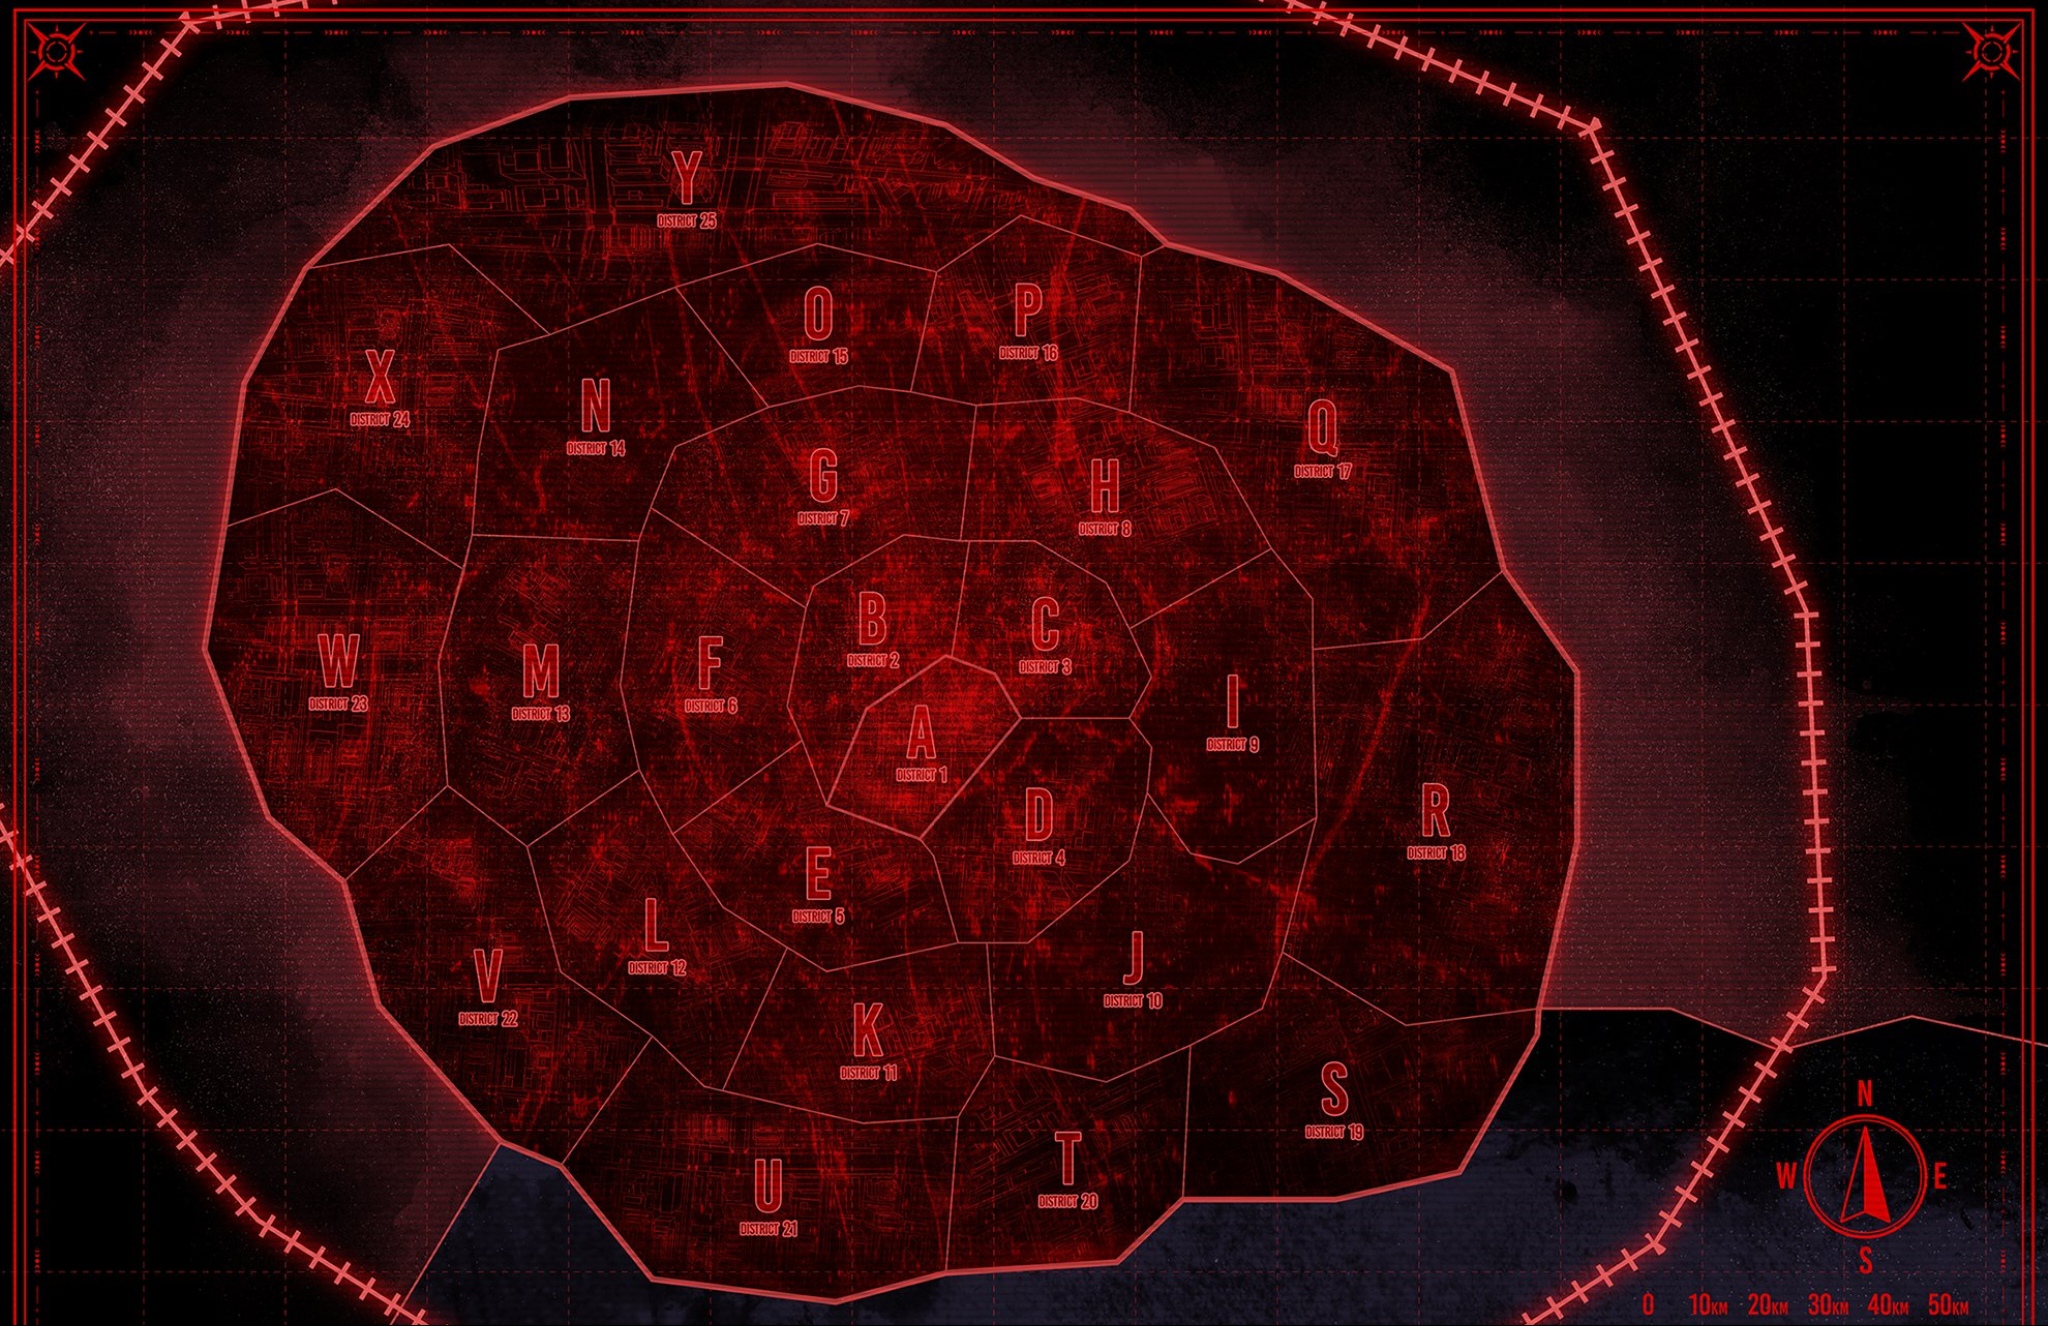 Y
DISTRICT 25
O
DISTRICT 15
P
DISTRICT 16
X
DISTRICT 24
N
DISTRICT 14
Q
DISTRICT 17
G
DISTRICT 7
H
DISTRICT 8
B
DISTRICT 2
C
DISTRICT 3
W
DISTRICT 23
M
DISTRICT 13
F
DISTRICT 6
I
DISTRICT 9
A
DISTRICT 1
D
DISTRICT 4
R
DISTRICT 18
E
DISTRICT 5
L
DISTRICT 12
J
DISTRICT 10
V
DISTRICT 22
K
DISTRICT 11
S
DISTRICT 19
T
DISTRICT 20
U
DISTRICT 21
N
W E
S
0 10KM 20KM 30KM 40KM 50KM